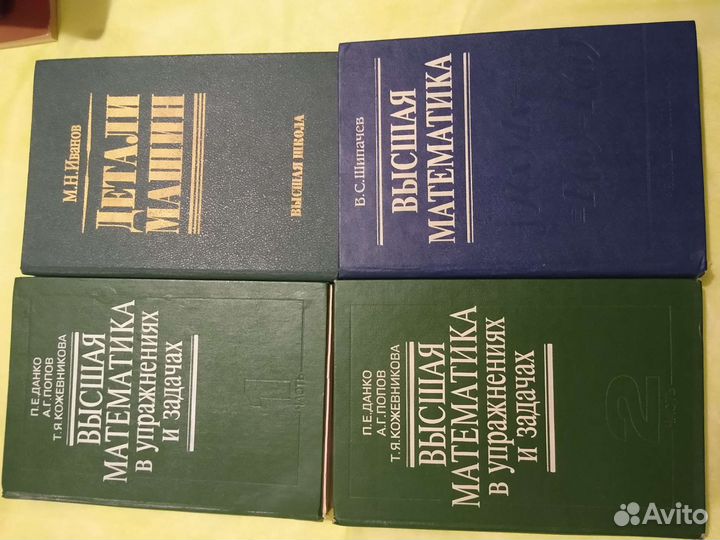 М.Н.Иванов
ДЕТАЛИ
МАШИН
ВЫСШАЯ ШКОЛА
В.С.Шипачев
ВЫСШАЯ
МАТЕМАТИКА
П.Е.ДАНКО
А.Г.ПОПОВ
Т.Я.КОЖЕВНИКОВА
ВЫСШАЯ
МАТЕМАТИКА
в упражнениях
и задачах
1
часть
П.Е.ДАНКО
А.Г.ПОПОВ
Т.Я.КОЖЕВНИКОВА
ВЫСШАЯ
МАТЕМАТИКА
в упражнениях
и задачах
2
часть
Avito